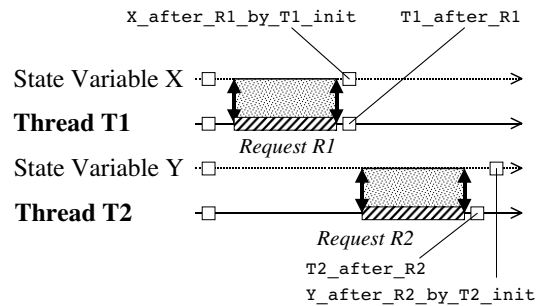 X_after_R1_by_T1_init T1_after_R1
State Variable X
Thread T1
Request R1
State Variable Y
Thread T2
Request R2
T2_after_R2
Y_after_R2_by_T2_init